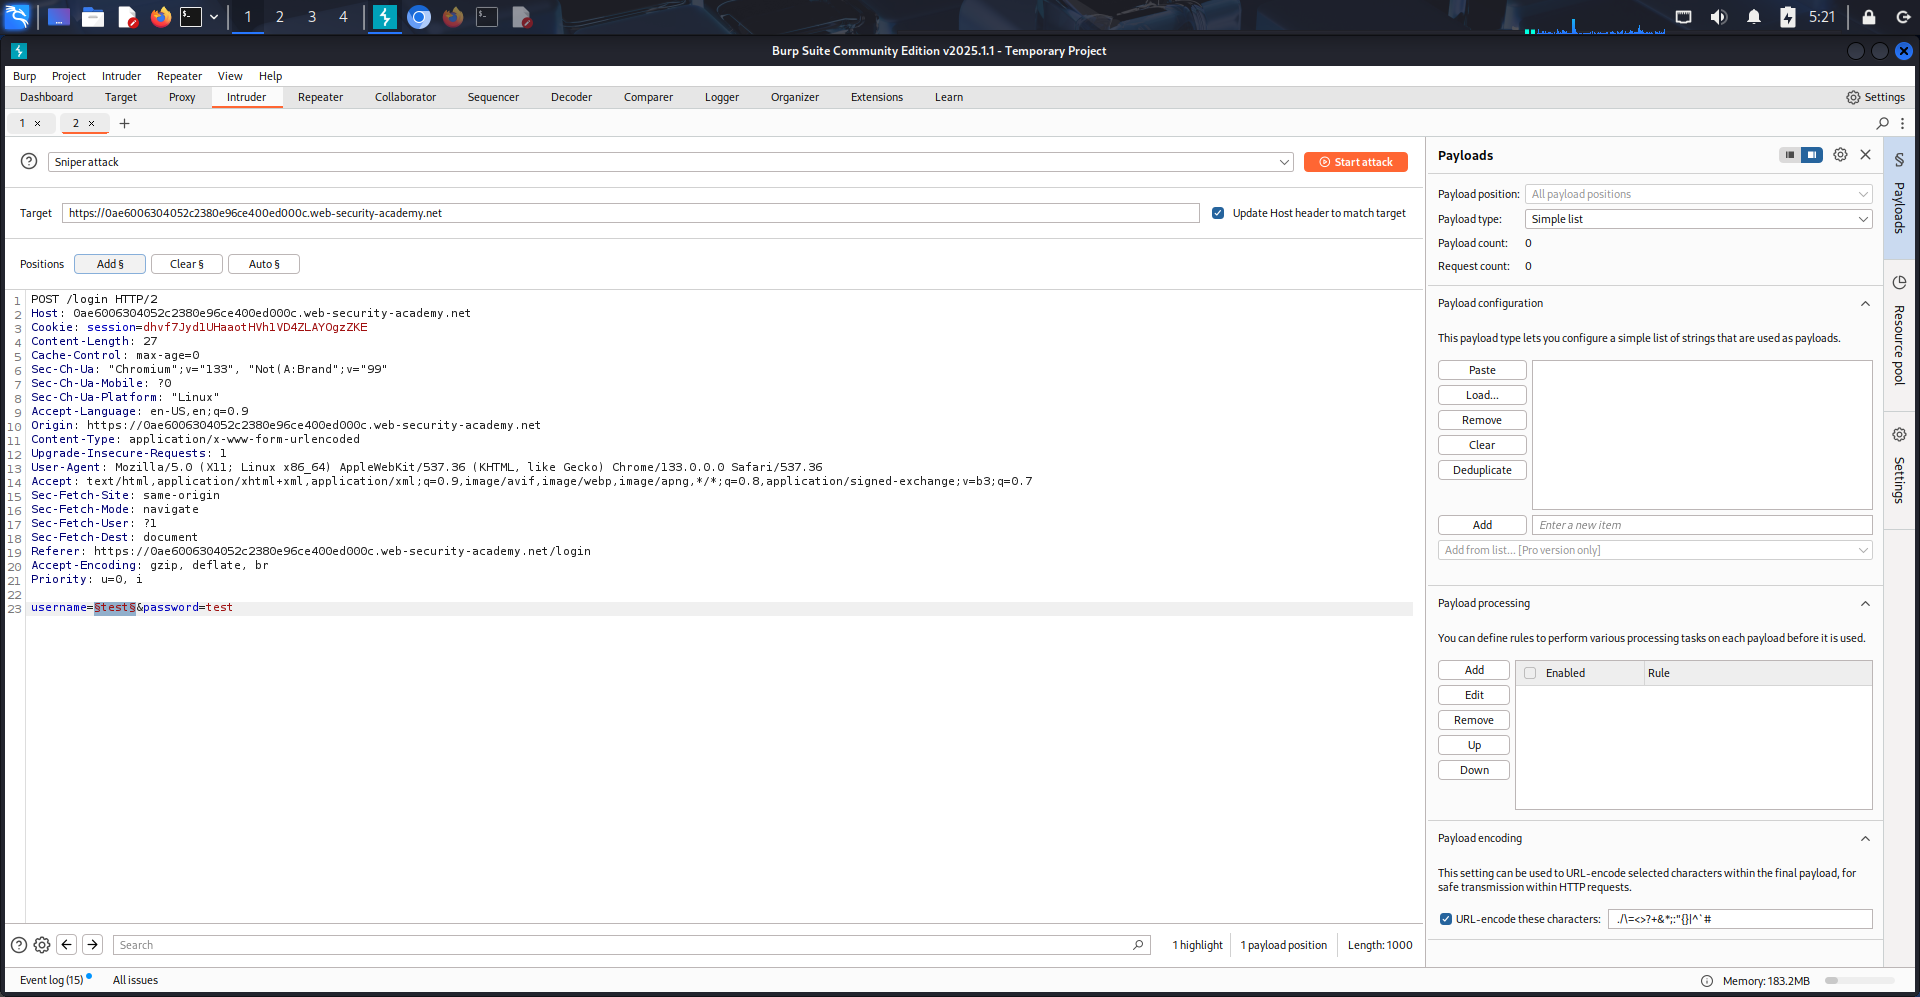 1 2 3 4 5:21
Burp Suite Community Edition v2025.1.1 - Temporary Project
Burp Project Intruder Repeater View Help
Dashboard Target Proxy Intruder Repeater Collaborator Sequencer Decoder Comparer Logger Organizer Extensions Learn Settings
1 × 2 × +
Sniper attack Start attack
Target https://0ae6006304052c2380e96ce400ed000c.web-security-academy.net Update Host header to match target
Positions Add § Clear § Auto §
1 POST /login HTTP/2
2 Host: 0ae6006304052c2380e96ce400ed000c.web-security-academy.net
3 Cookie: session=dhvf7Jyd1UHaaotHVh1VD4ZLAYOgzZKE
4 Content-Length: 27
5 Cache-Control: max-age=0
6 Sec-Ch-Ua: "Chromium";v="133", "Not(A:Brand";v="99"
7 Sec-Ch-Ua-Mobile: ?0
8 Sec-Ch-Ua-Platform: "Linux"
9 Accept-Language: en-US,en;q=0.9
10 Origin: https://0ae6006304052c2380e96ce400ed000c.web-security-academy.net
11 Content-Type: application/x-www-form-urlencoded
12 Upgrade-Insecure-Requests: 1
13 User-Agent: Mozilla/5.0 (X11; Linux x86_64) AppleWebKit/537.36 (KHTML, like Gecko) Chrome/133.0.0.0 Safari/537.36
14 Accept: text/html,application/xhtml+xml,application/xml;q=0.9,image/avif,image/webp,image/apng,*/*;q=0.8,application/signed-exchange;v=b3;q=0.7
15 Sec-Fetch-Site: same-origin
16 Sec-Fetch-Mode: navigate
17 Sec-Fetch-User: ?1
18 Sec-Fetch-Dest: document
19 Referer: https://0ae6006304052c2380e96ce400ed000c.web-security-academy.net/login
20 Accept-Encoding: gzip, deflate, br
21 Priority: u=0, i
22
23 username=§test§&password=test
Search 1 highlight 1 payload position Length: 1000
Event log (15) All issues Memory: 183.2MB
Payloads
Payload position: All payload positions
Payload type: Simple list
Payload count: 0
Request count: 0
Payload configuration
This payload type lets you configure a simple list of strings that are used as payloads.
Paste
Load...
Remove
Clear
Deduplicate
Add Enter a new item
Add from list... [Pro version only]
Payload processing
You can define rules to perform various processing tasks on each payload before it is used.
Add Enabled Rule
Edit
Remove
Up
Down
Payload encoding
This setting can be used to URL-encode selected characters within the final payload, for
safe transmission within HTTP requests.
URL-encode these characters: ./\=<>?+&*;:"{}|^`#
§ Payloads
Resource pool
Settings